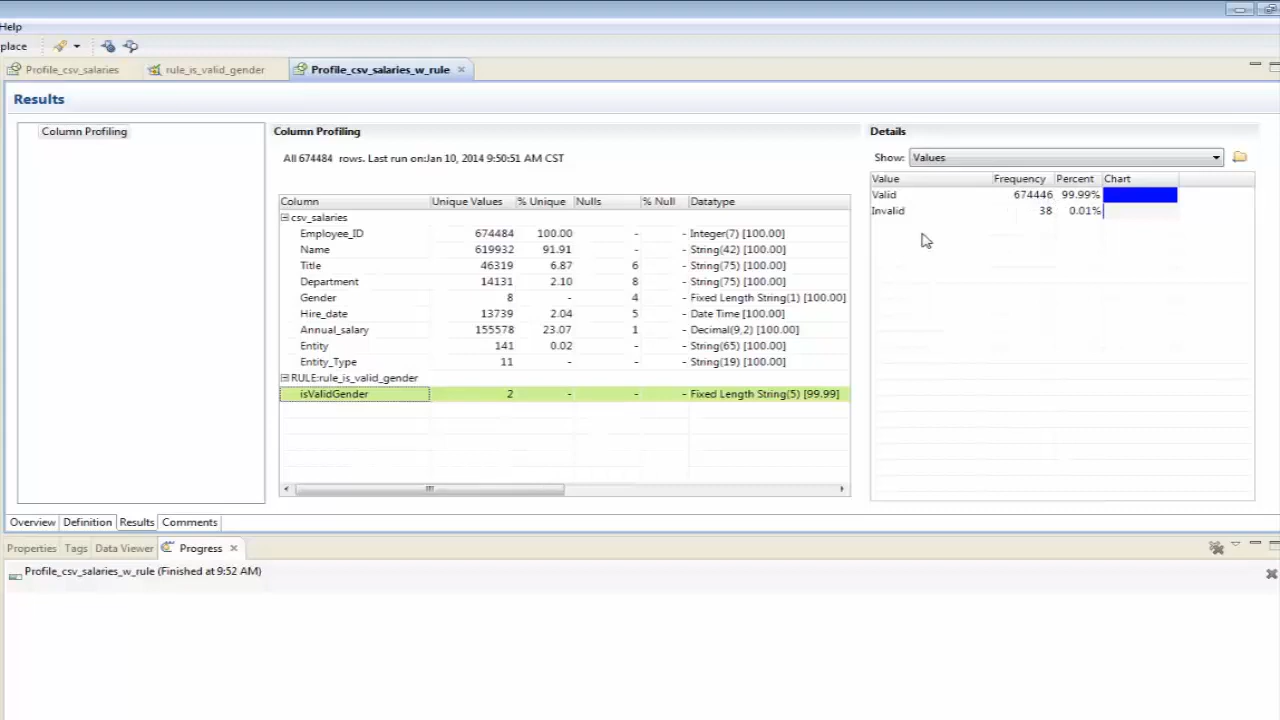 Help
place
Profile_csv_salaries rule_is_valid_gender Profile_csv_salaries_w_rule
Results
Column Profiling
Column Profiling
All 674484 rows. Last run on:Jan 10, 2014 9:50:51 AM CST
Column Unique Values % Unique Nulls % Null Datatype
csv_salaries
Employee_ID 674484 100.00 - - Integer(7) [100.00]
Name 619932 91.91 - - String(42) [100.00]
Title 46319 6.87 6 - String(75) [100.00]
Department 14131 2.10 8 - String(75) [100.00]
Gender 8 - 4 - Fixed Length String(1) [100.00]
Hire_date 13739 2.04 5 - Date Time [100.00]
Annual_salary 155578 23.07 1 - Decimal(9,2) [100.00]
Entity 141 0.02 - - String(65) [100.00]
Entity_Type 11 - - - String(19) [100.00]
RULE:rule_is_valid_gender
isValidGender 2 - - - Fixed Length String(5) [99.99]
Details
Show: Values
Value Frequency Percent Chart
Valid 674446 99.99%
Invalid 38 0.01%
Overview Definition Results Comments
Properties Tags Data Viewer Progress
Profile_csv_salaries_w_rule (Finished at 9:52 AM)